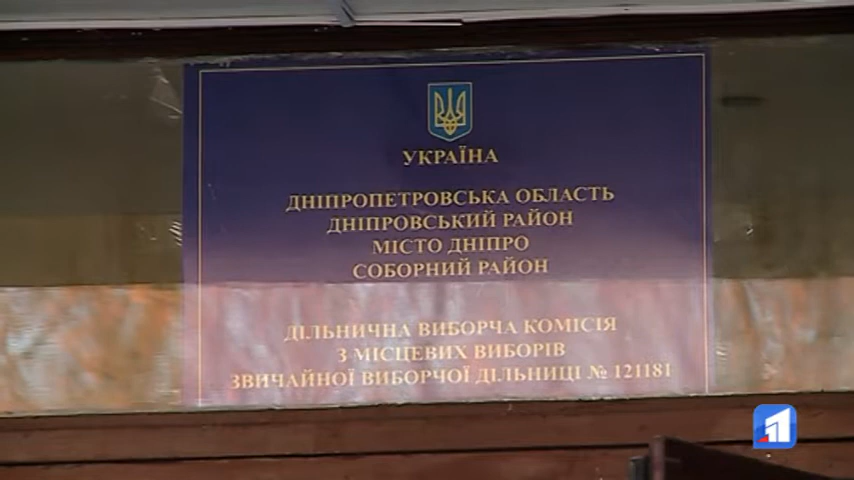 УКРАЇНА
ДНІПРОПЕТРОВСЬКА ОБЛАСТЬ
ДНІПРОВСЬКИЙ РАЙОН
МІСТО ДНІПРО
СОБОРНИЙ РАЙОН
ДІЛЬНИЧНА ВИБОРЧА КОМІСІЯ
З МІСЦЕВИХ ВИБОРІВ
ЗВИЧАЙНОЇ ВИБОРЧОЇ ДІЛЬНИЦІ № 121181
1